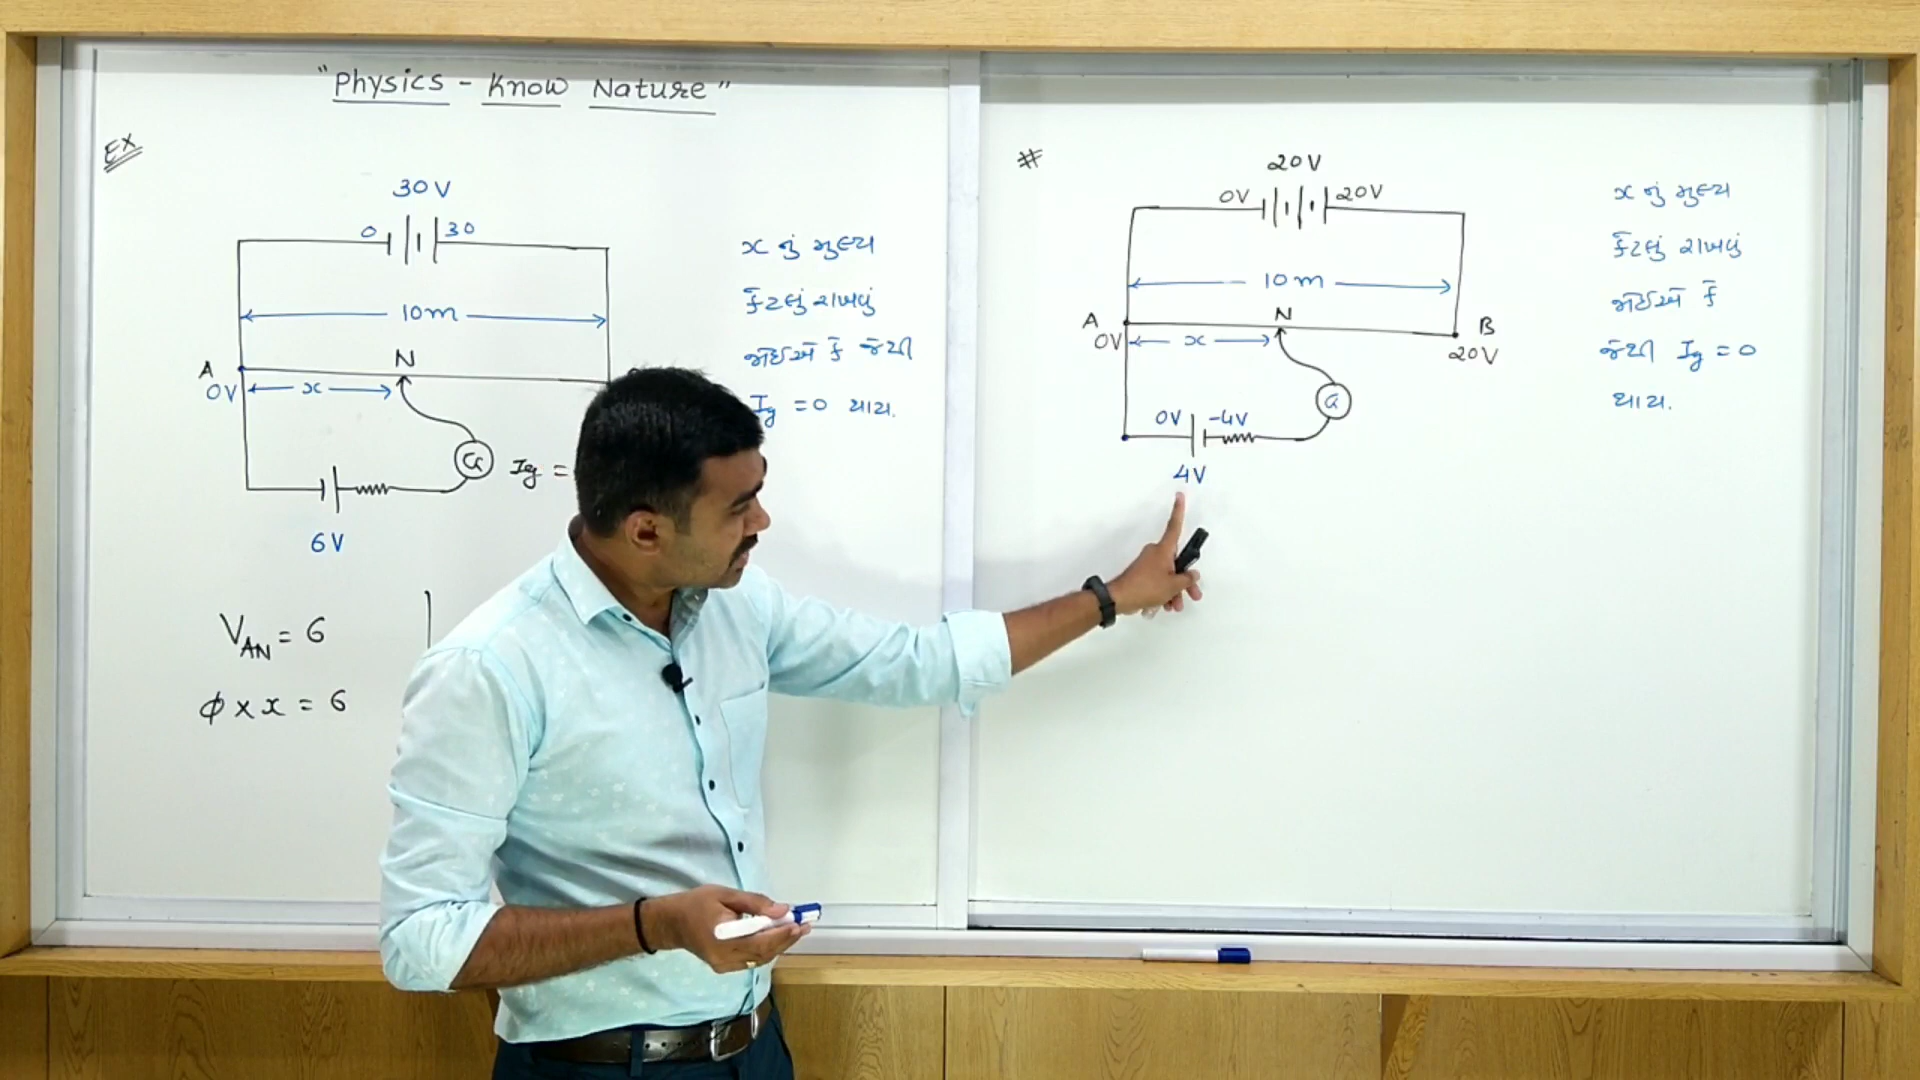 "Physics - Know Nature"
EX
30V
0 30
10m
A N
0V x
G Ig =
6V
x નું મુલ્ય
કેટલું રાખવું
જોઈએ કે જેથી
Ig = 0 થાય.
VAN = 6
ϕ × x = 6
#
20V
0V 20V
10m
A N B
0V x 20V
G
0V -4V
4V
x નું મુલ્ય
કેટલું રાખવું
જોઈએ કે
જેથી Ig = 0
થાય.